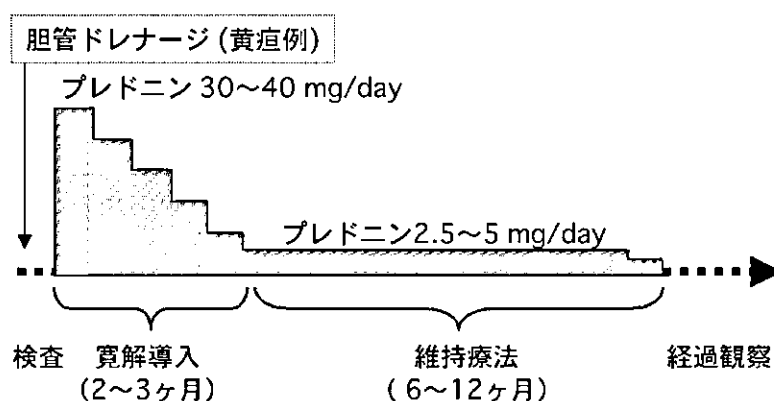 胆管ドレナージ (黄疸例)
プレドニン 30〜40 mg/day
プレドニン2.5〜5 mg/day
検査 寛解導入 維持療法 経過観察
(2〜3ヶ月) (6〜12ヶ月)